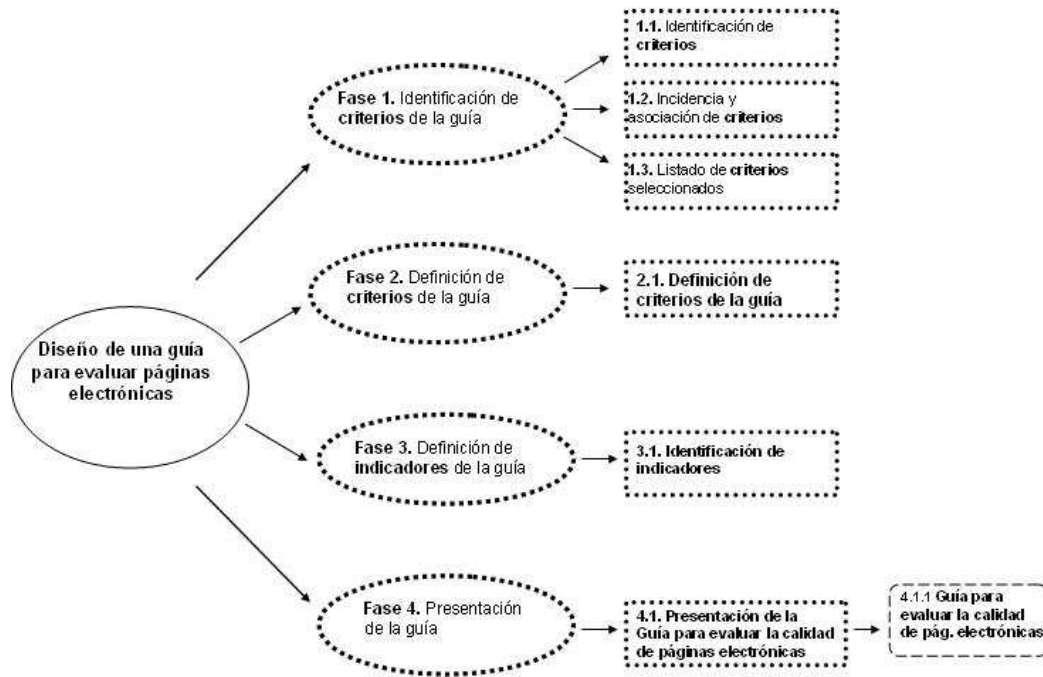 Diseño de una guía
para evaluar páginas
electrónicas
Fase 1. Identificación de
criterios de la guía
1.1. Identificación de
criterios
1.2. Incidencia y
asociación de criterios
1.3. Listado de criterios
seleccionados
Fase 2. Definición de
criterios de la guía
2.1. Definición de
criterios de la guía
Fase 3. Definición de
indicadores de la guía
3.1. Identificación de
indicadores
Fase 4. Presentación
de la guía
4.1. Presentación de la
Guía para evaluar la calidad
de páginas electrónicas
4.1.1 Guía para
evaluar la calidad
de pág. electrónicas